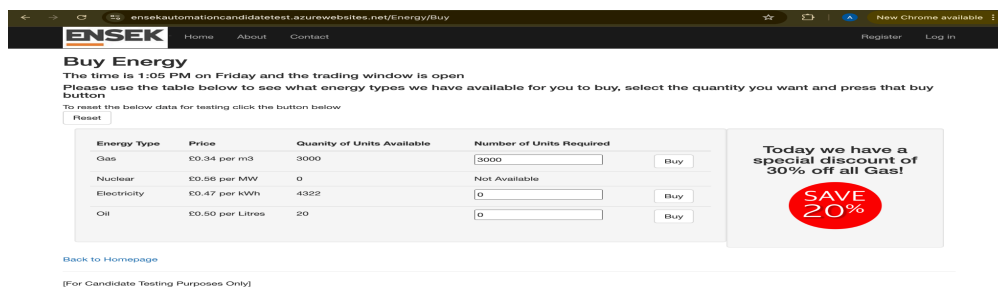 ensekautomationcandidatetest.azurewebsites.net/Energy/Buy
A
New Chrome available
ENSEK
Home About Contact
Register Log in
Buy Energy
The time is 1:05 PM on Friday and the trading window is open
Please use the table below to see what energy types we have available for you to buy, select the quantity you want and press that buy
button
To reset the below data for testing click the button below
Reset
Energy Type Price Quanity of Units Available Number of Units Required
Gas £0.34 per m3 3000 3000 Buy
Nuclear £0.56 per MW 0 Not Available
Electricity £0.47 per kWh 4322 0 Buy
Oil £0.50 per Litres 20 0 Buy
Today we have a
special discount of
30% off all Gas!
SAVE
20%
Back to Homepage
[For Candidate Testing Purposes Only]